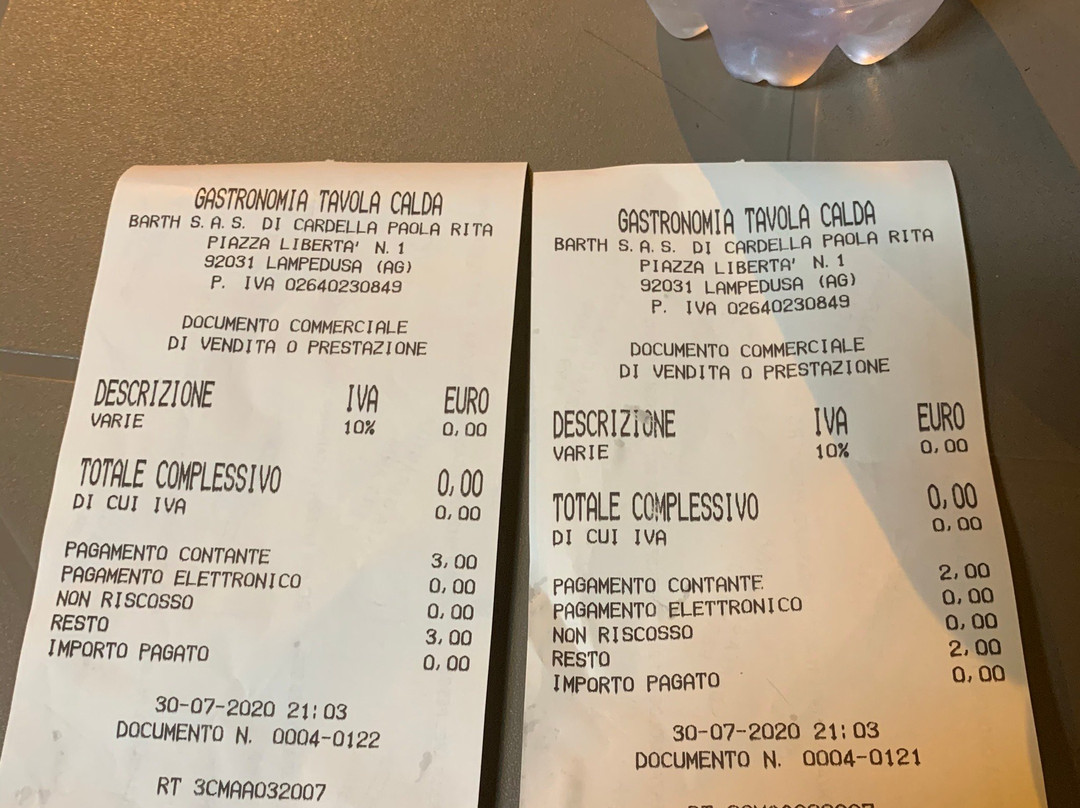 GASTRONOMIA TAVOLA CALDA
BARTH S.A.S. DI CARDELLA PAOLA RITA
PIAZZA LIBERTA' N.1
92031 LAMPEDUSA (AG)
P. IVA 02640230849
DOCUMENTO COMMERCIALE
DI VENDITA O PRESTAZIONE
DESCRIZIONE IVA EURO
VARIE 10% 0,00
TOTALE COMPLESSIVO 0,00
DI CUI IVA 0,00
PAGAMENTO CONTANTE 3,00
PAGAMENTO ELETTRONICO 0,00
NON RISCOSSO 0,00
RESTO 3,00
IMPORTO PAGATO 0,00
30-07-2020 21:03
DOCUMENTO N. 0004-0122
RT 3CMAA032007
GASTRONOMIA TAVOLA CALDA
BARTH S.A.S. DI CARDELLA PAOLA RITA
PIAZZA LIBERTA' N.1
92031 LAMPEDUSA (AG)
P. IVA 02640230849
DOCUMENTO COMMERCIALE
DI VENDITA O PRESTAZIONE
DESCRIZIONE IVA EURO
VARIE 10% 0,00
TOTALE COMPLESSIVO 0,00
DI CUI IVA 0,00
PAGAMENTO CONTANTE 2,00
PAGAMENTO ELETTRONICO 0,00
NON RISCOSSO 0,00
RESTO 2,00
IMPORTO PAGATO 0,00
30-07-2020 21:03
DOCUMENTO N. 0004-0121